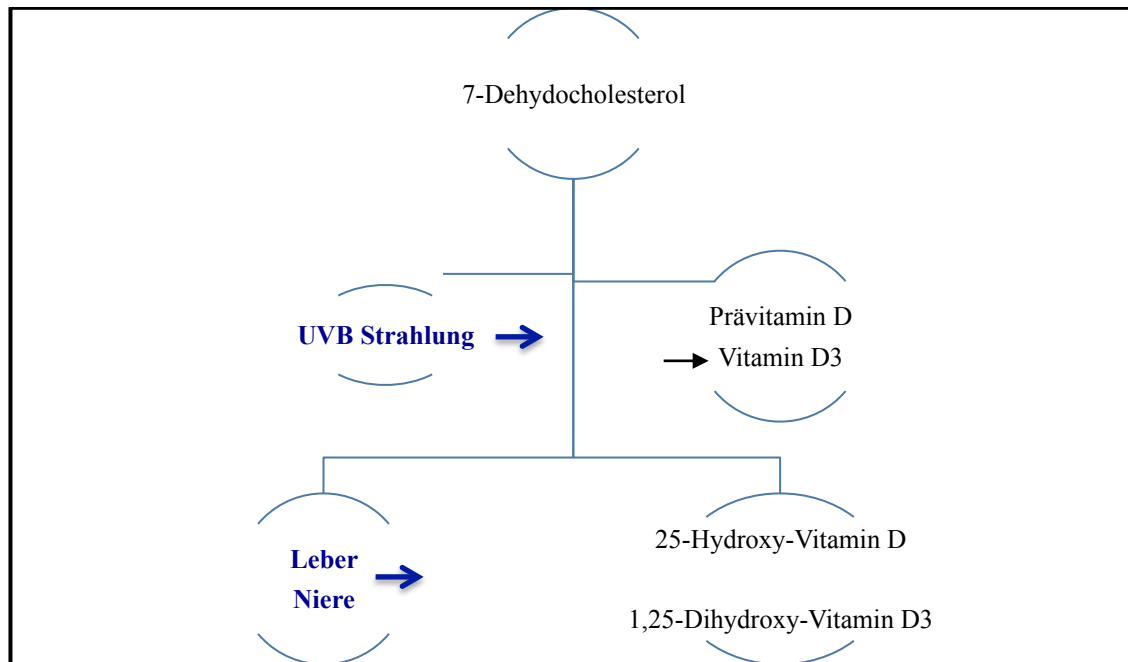 7-Dehydocholesterol
UVB Strahlung
Prävitamin D
Vitamin D3
Leber
Niere
25-Hydroxy-Vitamin D
1,25-Dihydroxy-Vitamin D3